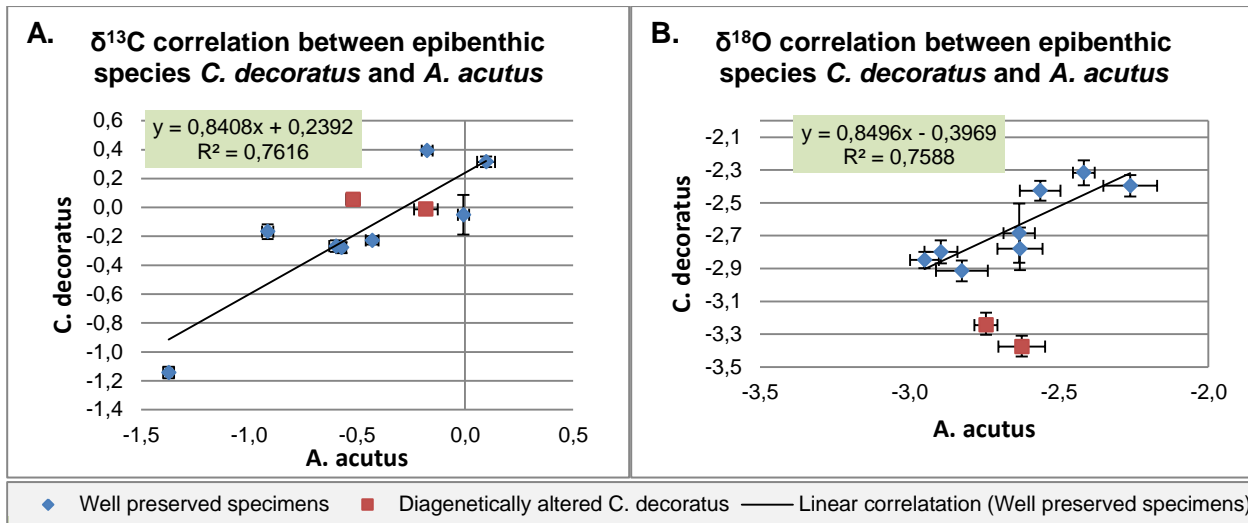 A.
δ¹³C correlation between epibenthic
species C. decoratus and A. acutus
y = 0,8408x + 0,2392
R² = 0,7616
0,6
0,4
0,2
0,0
-0,2
-0,4
-0,6
-0,8
-1,0
-1,2
-1,4
C. decoratus
-1,5
-1,0
-0,5
0,0
0,5
A. acutus
B.
δ¹⁸O correlation between epibenthic
species C. decoratus and A. acutus
y = 0,8496x - 0,3969
R² = 0,7588
-2,1
-2,3
-2,5
-2,7
-2,9
-3,1
-3,3
-3,5
C. decoratus
-3,5
-3,0
-2,5
-2,0
A. acutus
Well preserved specimens
Diagenetically altered C. decoratus
Linear correlatation (Well preserved specimens)